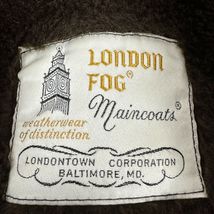 LONDON
FOG®
Maincoats®
weatherwear
of distinction
LONDONTOWN CORPORATION
BALTIMORE, MD.